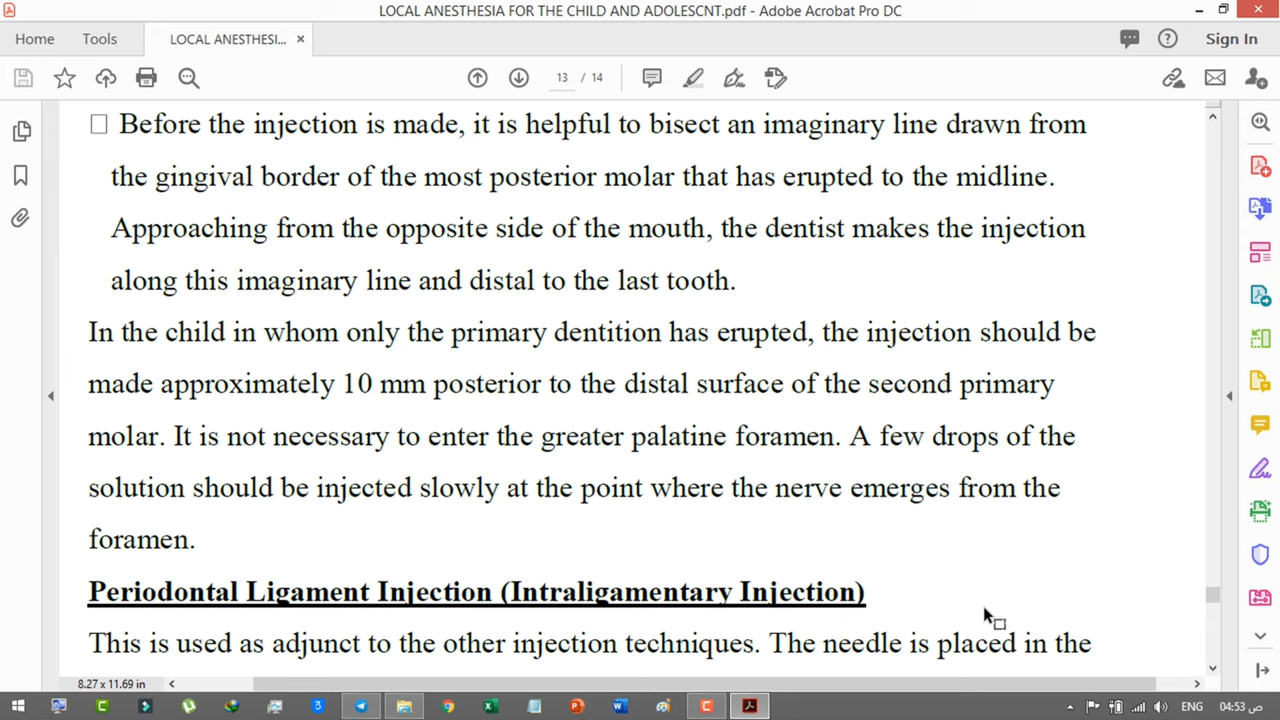 LOCAL ANESTHESIA FOR THE CHILD AND ADOLESCNT.pdf - Adobe Acrobat Pro DC
Home Tools LOCAL ANESTHESI... × Sign In
13 / 14
□ Before the injection is made, it is helpful to bisect an imaginary line drawn from
the gingival border of the most posterior molar that has erupted to the midline.
Approaching from the opposite side of the mouth, the dentist makes the injection
along this imaginary line and distal to the last tooth.
In the child in whom only the primary dentition has erupted, the injection should be
made approximately 10 mm posterior to the distal surface of the second primary
molar. It is not necessary to enter the greater palatine foramen. A few drops of the
solution should be injected slowly at the point where the nerve emerges from the
foramen.
Periodontal Ligament Injection (Intraligamentary Injection)
This is used as adjunct to the other injection techniques. The needle is placed in the
8.27 x 11.69 in
ENG 04:53 ص